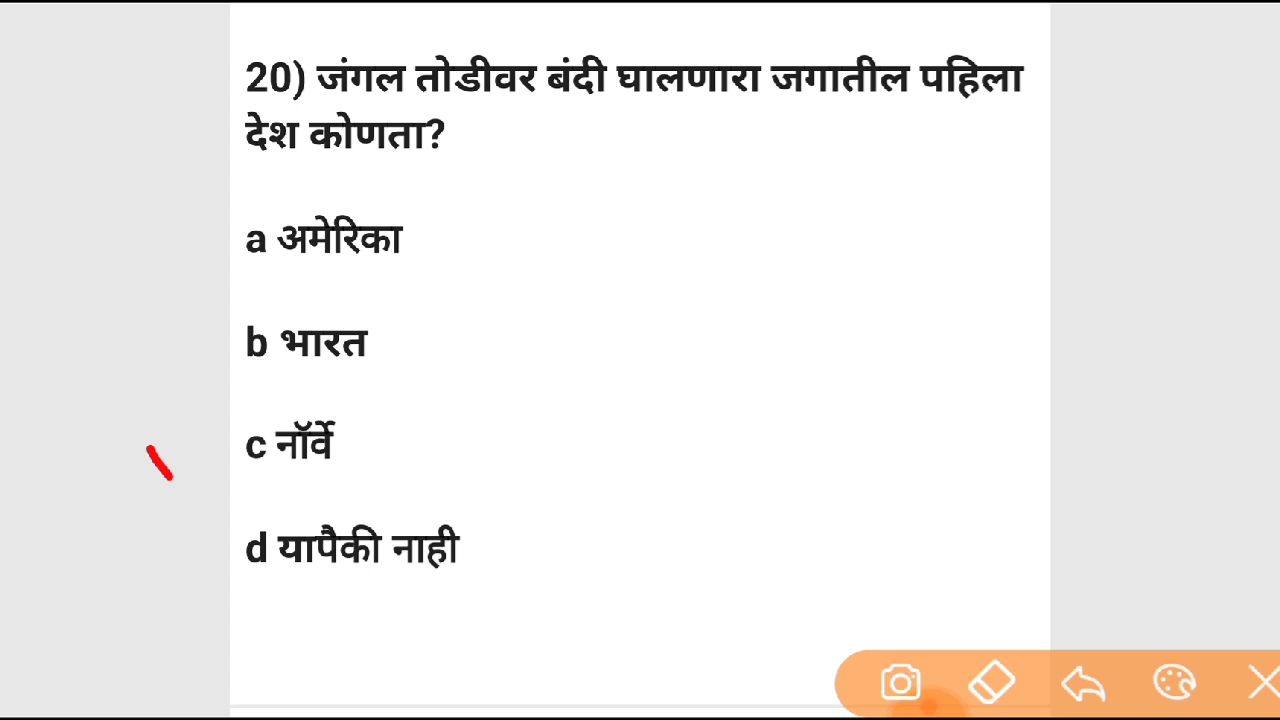 20) जंगल तोडीवर बंदी घालणारा जगातील पहिला
देश कोणता?
a अमेरिका
b भारत
c नॉर्वे
d यापैकी नाही